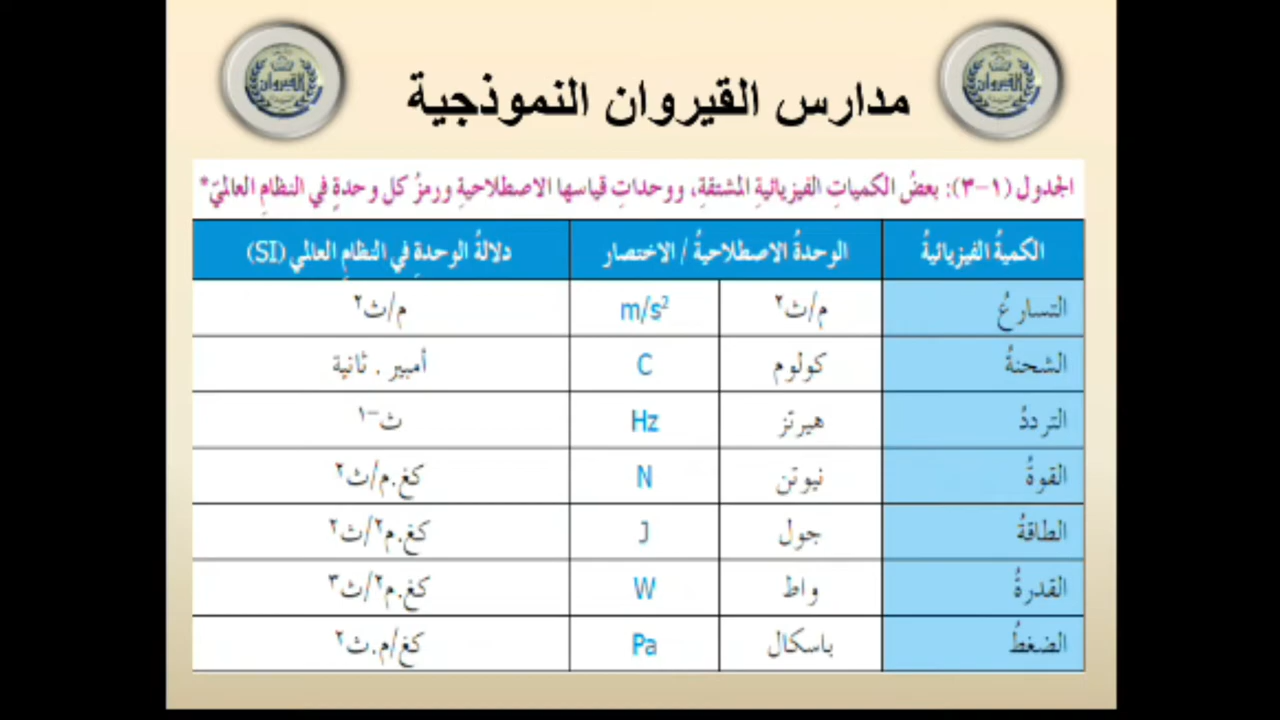 مدارس القيروان النموذجية
القيروان
القيروان
الجدول (١-٣): بعضُ الكمياتِ الفيزيائيةِ المشتقةِ، ووحداتِ قياسها الاصطلاحيةِ ورمزُ كل وحدةٍ في النظامِ العالميّ*
الكميةُ الفيزيائيةُ الوحدةُ الاصطلاحيةُ / الاختصار دلالةُ الوحدةِ في النظامِ العالمي (SI)
التسارعُ م/ث٢ m/s² م/ث٢
الشحنةُ كولوم C أمبير . ثانية
الترددُ هيرتز Hz ث−١
القوةُ نيوتن N كغ.م/ث٢
الطاقةُ جول J كغ.م٢/ث٢
القدرةُ واط W كغ.م٢/ث٣
الضغطُ باسكال Pa كغ/م.ث٢